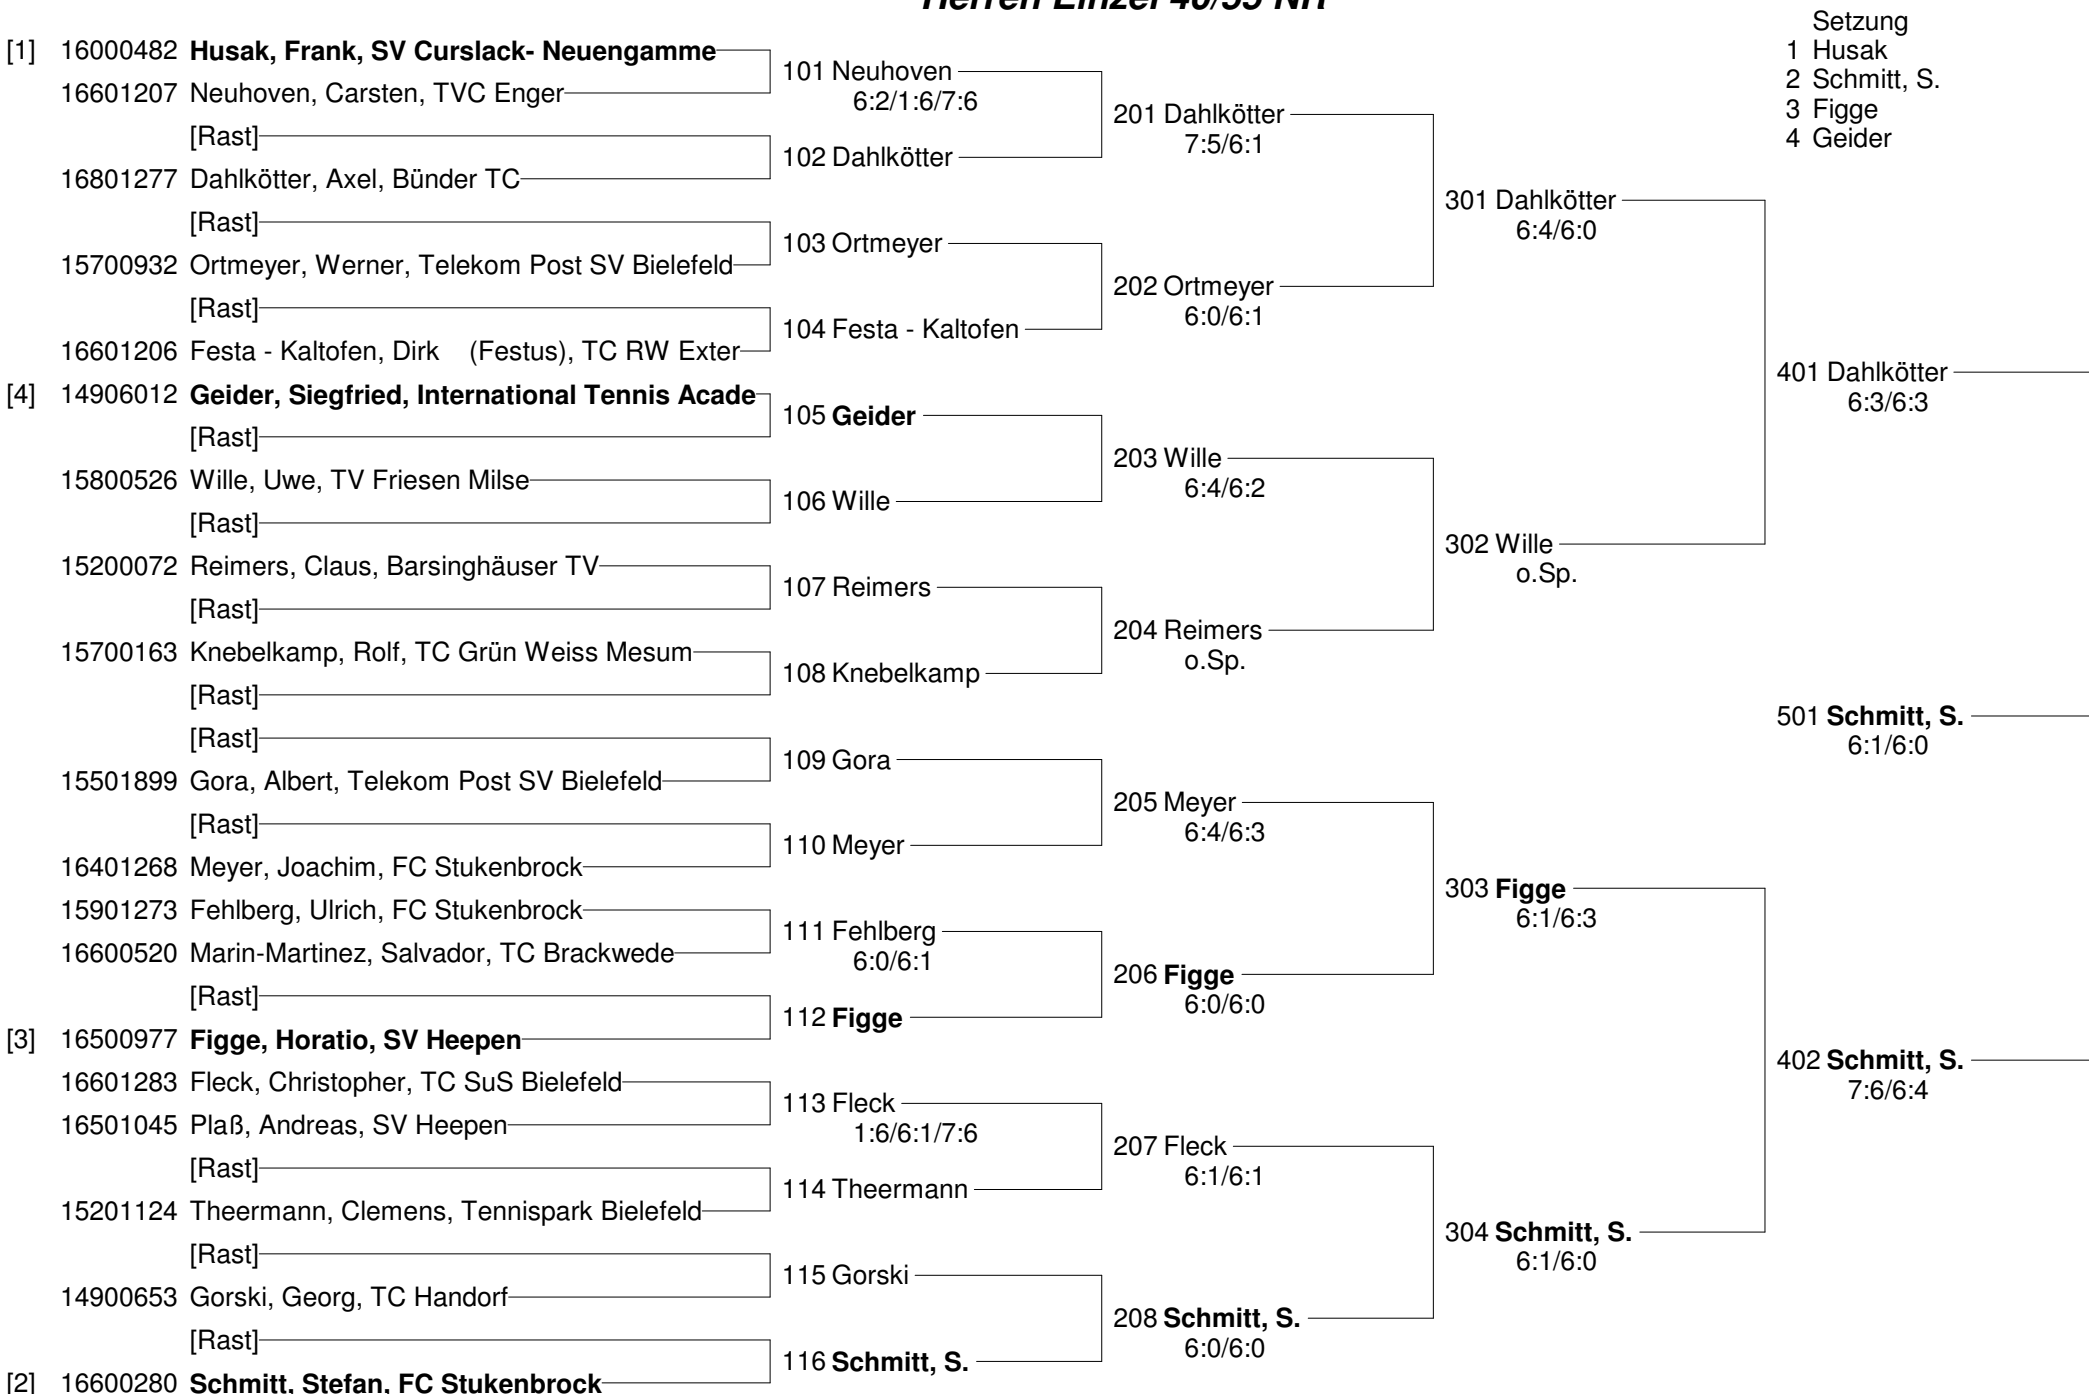 Herren Einzel 40/55 NR
Setzung
1 Husak
2 Schmitt, S.
3 Figge
4 Geider
[1] 16000482 Husak, Frank, SV Curslack- Neuengamme
16601207 Neuhoven, Carsten, TVC Enger
[Rast]
16801277 Dahlkötter, Axel, Bünder TC
[Rast]
15700932 Ortmeyer, Werner, Telekom Post SV Bielefeld
[Rast]
16601206 Festa - Kaltofen, Dirk (Festus), TC RW Exter
[4] 14906012 Geider, Siegfried, International Tennis Acade
[Rast]
15800526 Wille, Uwe, TV Friesen Milse
[Rast]
15200072 Reimers, Claus, Barsinghäuser TV
[Rast]
15700163 Knebelkamp, Rolf, TC Grün Weiss Mesum
[Rast]
[Rast]
15501899 Gora, Albert, Telekom Post SV Bielefeld
[Rast]
16401268 Meyer, Joachim, FC Stukenbrock
15901273 Fehlberg, Ulrich, FC Stukenbrock
16600520 Marin-Martinez, Salvador, TC Brackwede
[Rast]
[3] 16500977 Figge, Horatio, SV Heepen
16601283 Fleck, Christopher, TC SuS Bielefeld
16501045 Plaß, Andreas, SV Heepen
[Rast]
15201124 Theermann, Clemens, Tennispark Bielefeld
[Rast]
14900653 Gorski, Georg, TC Handorf
[Rast]
[2] 16600280 Schmitt, Stefan, FC Stukenbrock
101 Neuhoven
6:2/1:6/7:6
102 Dahlkötter
103 Ortmeyer
104 Festa - Kaltofen
105 Geider
106 Wille
107 Reimers
108 Knebelkamp
109 Gora
110 Meyer
111 Fehlberg
6:0/6:1
112 Figge
113 Fleck
1:6/6:1/7:6
114 Theermann
115 Gorski
116 Schmitt, S.
201 Dahlkötter
7:5/6:1
202 Ortmeyer
6:0/6:1
203 Wille
6:4/6:2
204 Reimers
o.Sp.
205 Meyer
6:4/6:3
206 Figge
6:0/6:0
207 Fleck
6:1/6:1
208 Schmitt, S.
6:0/6:0
301 Dahlkötter
6:4/6:0
302 Wille
o.Sp.
303 Figge
6:1/6:3
304 Schmitt, S.
6:1/6:0
401 Dahlkötter
6:3/6:3
501 Schmitt, S.
6:1/6:0
402 Schmitt, S.
7:6/6:4